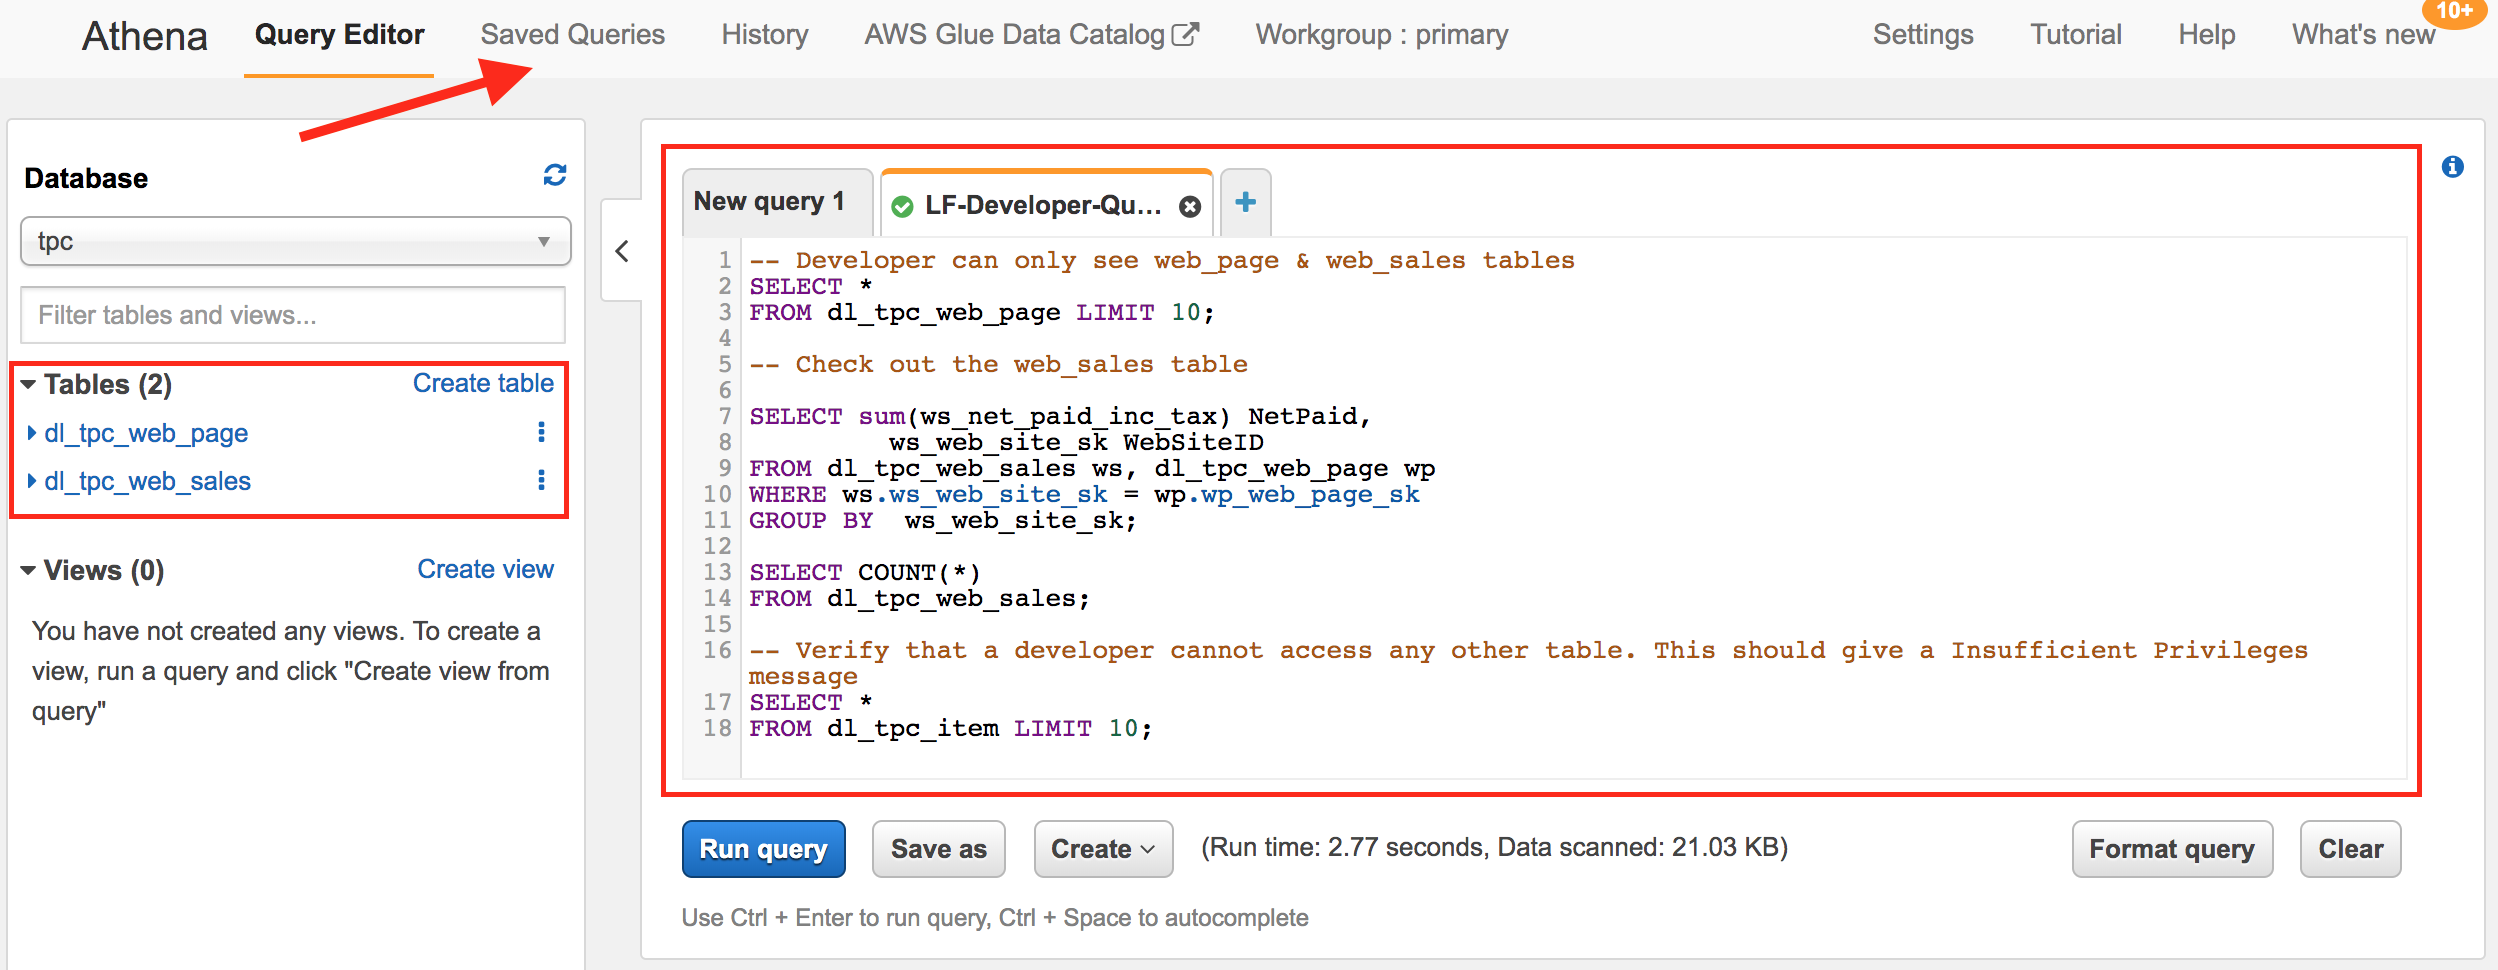 Athena
Query Editor
Saved Queries
History
AWS Glue Data Catalog
Workgroup : primary
Settings
Tutorial
Help
What's new
10+
Database
tpc
Filter tables and views...
Tables (2)
Create table
dl_tpc_web_page
dl_tpc_web_sales
Views (0)
Create view
You have not created any views. To create a
view, run a query and click "Create view from
query"
New query 1
LF-Developer-Qu...
1 -- Developer can only see web_page & web_sales tables
2 SELECT *
3 FROM dl_tpc_web_page LIMIT 10;
4
5 -- Check out the web_sales table
6
7 SELECT sum(ws_net_paid_inc_tax) NetPaid,
8 ws_web_site_sk WebSiteID
9 FROM dl_tpc_web_sales ws, dl_tpc_web_page wp
10 WHERE ws.ws_web_site_sk = wp.wp_web_page_sk
11 GROUP BY  ws_web_site_sk;
12
13 SELECT COUNT(*)
14 FROM dl_tpc_web_sales;
15
16 -- Verify that a developer cannot access any other table. This should give a Insufficient Privileges
message
17 SELECT *
18 FROM dl_tpc_item LIMIT 10;
Run query
Save as
Create
(Run time: 2.77 seconds, Data scanned: 21.03 KB)
Format query
Clear
Use Ctrl + Enter to run query, Ctrl + Space to autocomplete